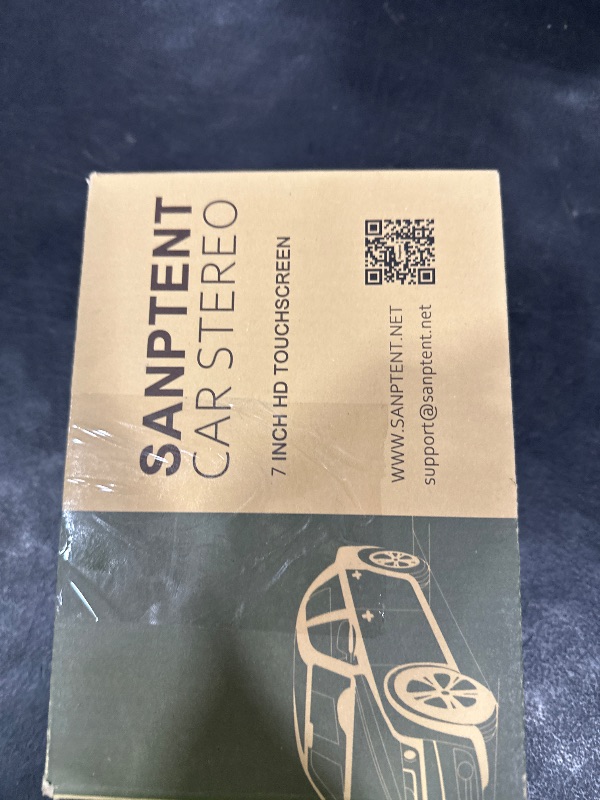 SANPTENT
CAR STEREO
7 INCH HD TOUCHSCREEN
WWW.SANPTENT.NET
support@sanptent.net